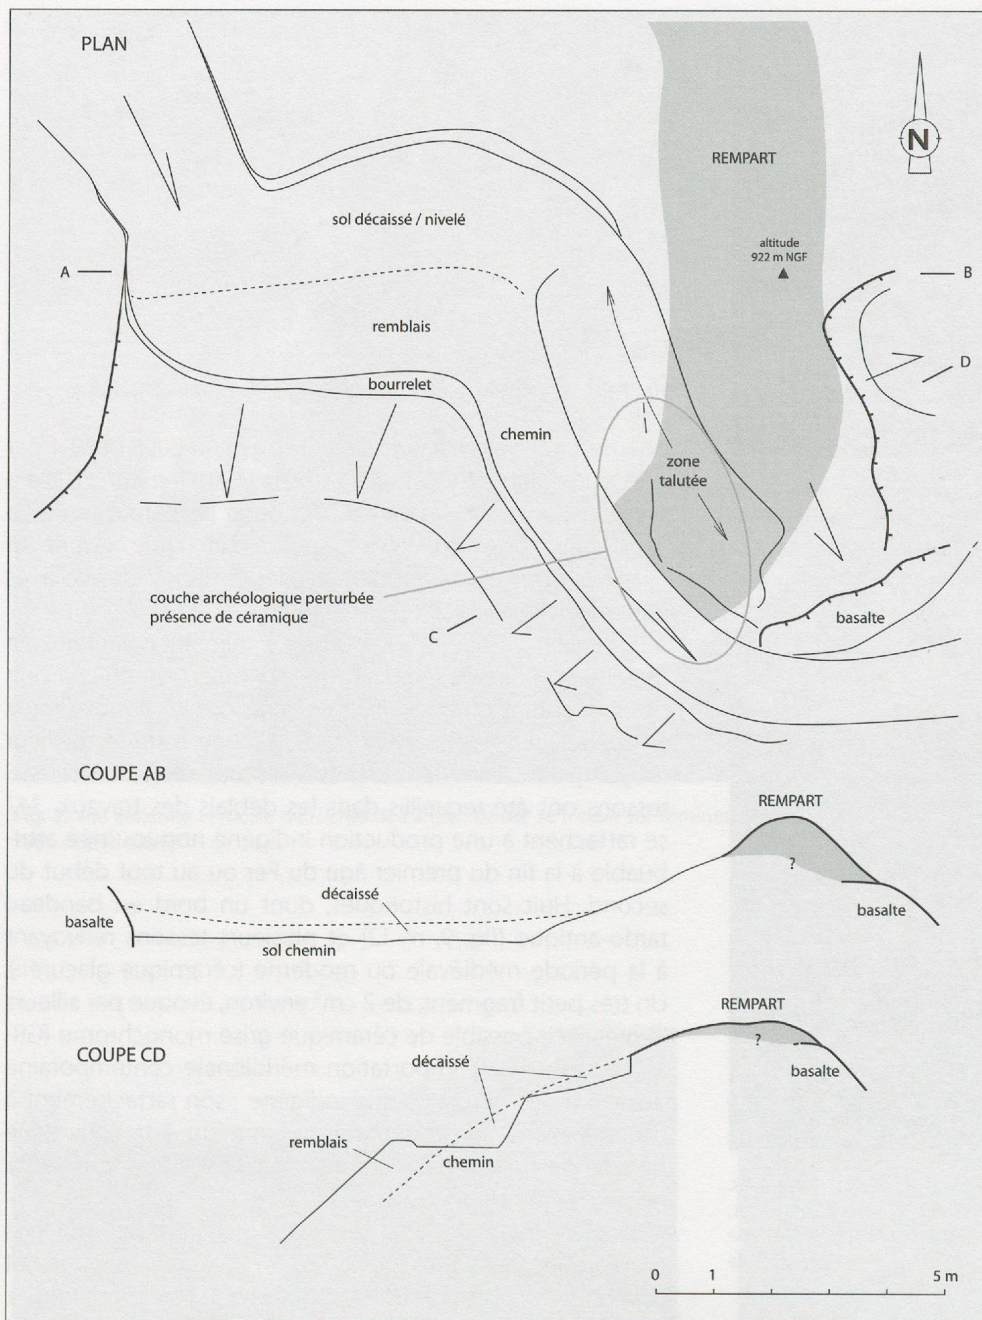 PLAN
N
REMPART
sol décaissé / nivelé
altitude
922 m NGF
A
B
remblais
D
bourrelet
chemin
zone
talutée
couche archéologique perturbée
présence de céramique
basalte
C
COUPE AB
REMPART
?
décaissé
basalte
basalte
sol chemin
REMPART
?
COUPE CD
décaissé
basalte
remblais
chemin
0 1 5 m